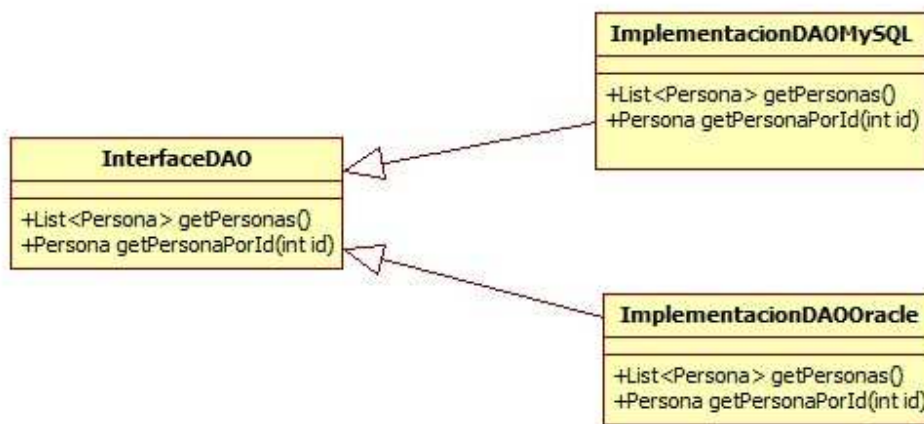 ImplementacionDAOMySQL
+List<Persona> getPersonas()
+Persona getPersonaPorId(int id)
InterfaceDAO
+List<Persona> getPersonas()
+Persona getPersonaPorId(int id)
ImplementacionDAOOracle
+List<Persona> getPersonas()
+Persona getPersonaPorId(int id)